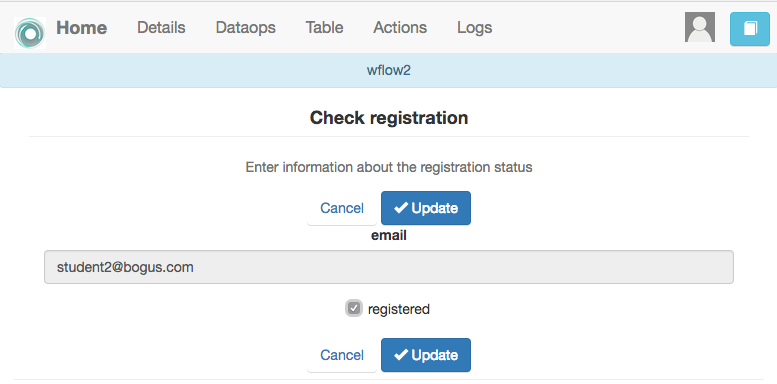 Home Details Dataops Table Actions Logs
wflow2
Check registration
Enter information about the registration status
Cancel Update
email
student2@bogus.com
registered
Cancel Update